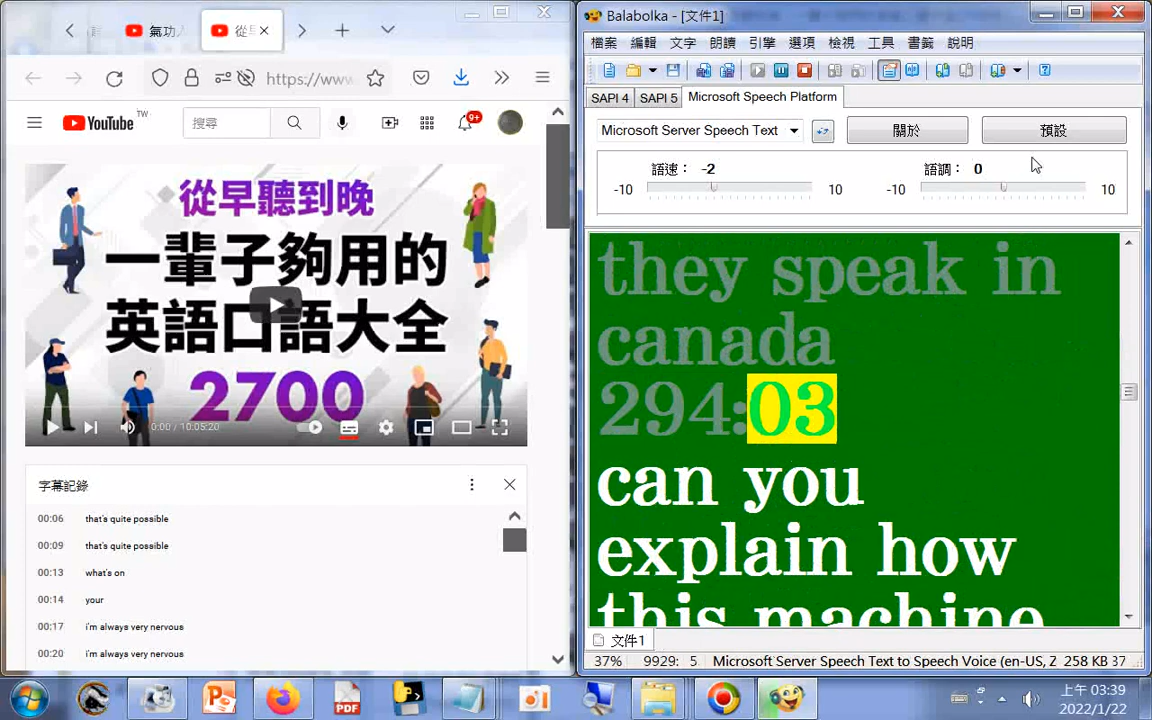 氣功
從
https://www.
YouTube TW
搜尋
9+
從早聽到晚
一輩子夠用的
英語口語大全
2700
0:00 / 10:05:20
字幕記錄
00:06 that's quite possible
00:09 that's quite possible
00:13 what's on
00:14 your
00:17 i'm always very nervous
00:20 i'm always very nervous
Balabolka - [文件1]
檔案 編輯 文字 朗讀 引擎 選項 檢視 工具 書籤 說明
SAPI 4 SAPI 5 Microsoft Speech Platform
Microsoft Server Speech Text 關於 預設
語速： -2 語調： 0
-10 10 -10 10
they speak in
canada
294:03
can you
explain how
this machine
文件1
37% 9929: 5 Microsoft Server Speech Text to Speech Voice (en-US, Z 258 KB 37
PDF
上午 03:39
2022/1/22